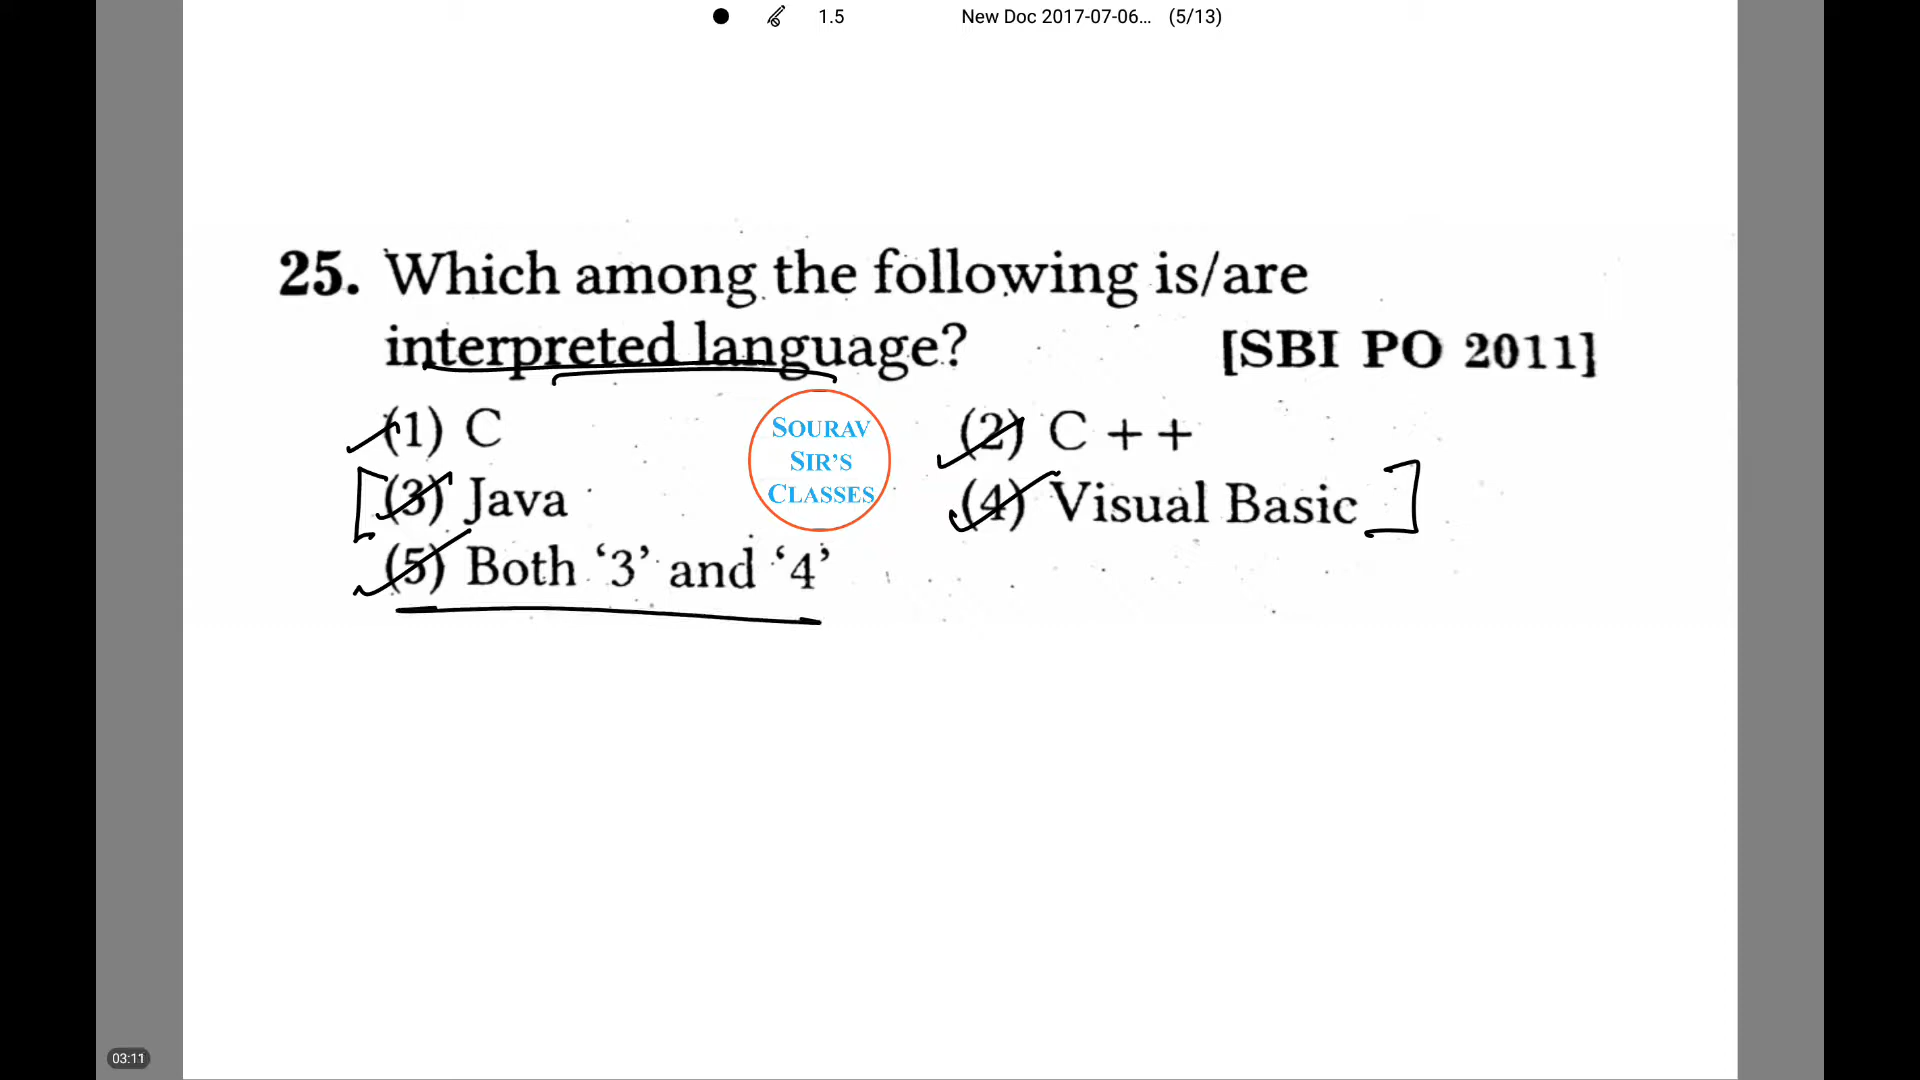 1.5 New Doc 2017-07-06... (5/13)
25. Which among the following is/are
interpreted language? [SBI PO 2011]
(1) C (2) C + +
(3) Java (4) Visual Basic
(5) Both ‘3’ and ‘4’
SOURAV
SIR'S
CLASSES
03:11